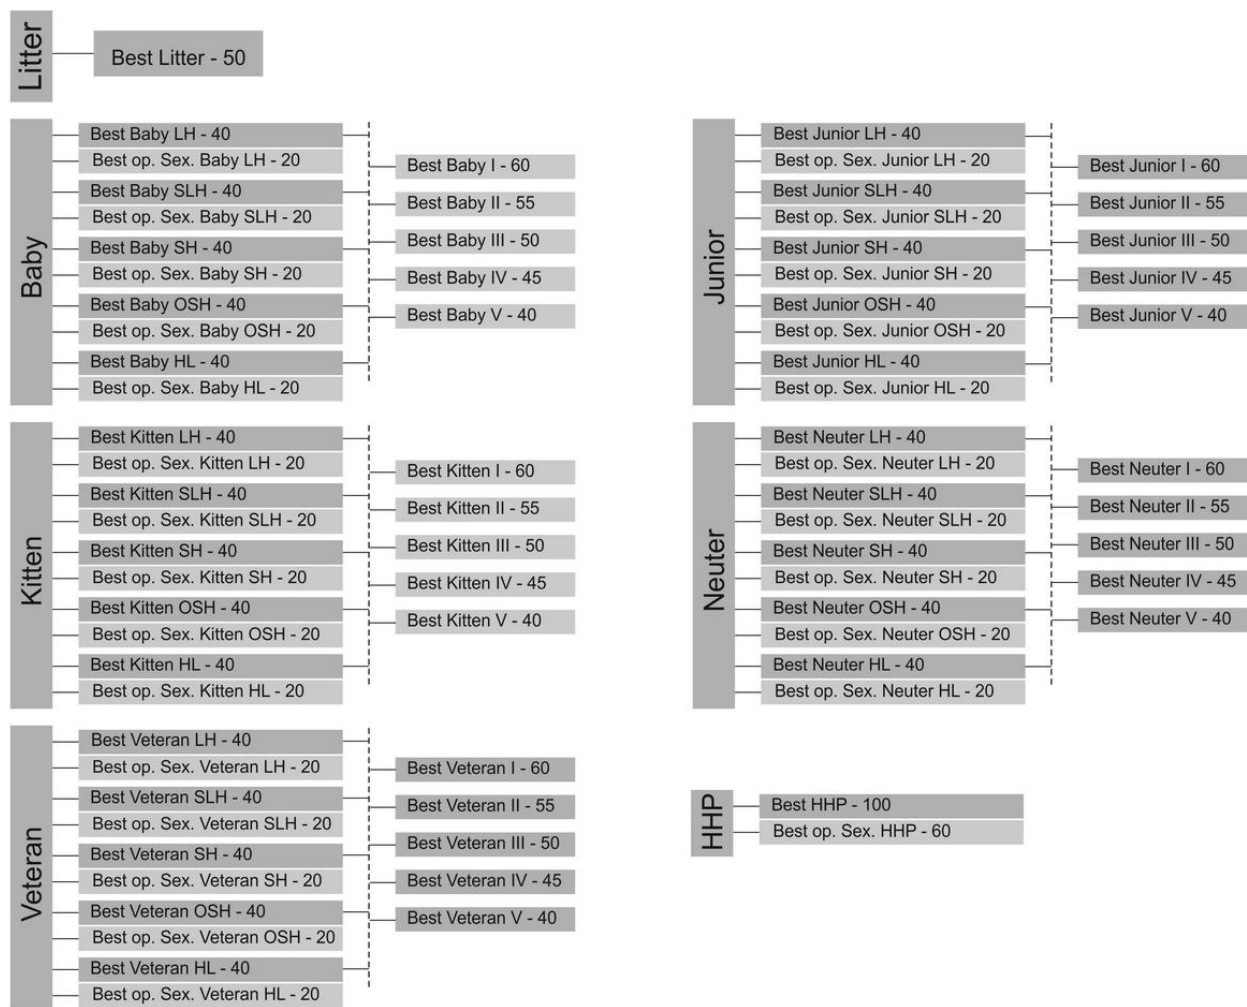 Litter
Best Litter - 50
Baby
Best Baby LH - 40
Best op. Sex. Baby LH - 20
Best Baby SLH - 40
Best op. Sex. Baby SLH - 20
Best Baby SH - 40
Best op. Sex. Baby SH - 20
Best Baby OSH - 40
Best op. Sex. Baby OSH - 20
Best Baby HL - 40
Best op. Sex. Baby HL - 20
Best Baby I - 60
Best Baby II - 55
Best Baby III - 50
Best Baby IV - 45
Best Baby V - 40
Junior
Best Junior LH - 40
Best op. Sex. Junior LH - 20
Best Junior SLH - 40
Best op. Sex. Junior SLH - 20
Best Junior SH - 40
Best op. Sex. Junior SH - 20
Best Junior OSH - 40
Best op. Sex. Junior OSH - 20
Best Junior HL - 40
Best op. Sex. Junior HL - 20
Best Junior I - 60
Best Junior II - 55
Best Junior III - 50
Best Junior IV - 45
Best Junior V - 40
Kitten
Best Kitten LH - 40
Best op. Sex. Kitten LH - 20
Best Kitten SLH - 40
Best op. Sex. Kitten SLH - 20
Best Kitten SH - 40
Best op. Sex. Kitten SH - 20
Best Kitten OSH - 40
Best op. Sex. Kitten OSH - 20
Best Kitten HL - 40
Best op. Sex. Kitten HL - 20
Best Kitten I - 60
Best Kitten II - 55
Best Kitten III - 50
Best Kitten IV - 45
Best Kitten V - 40
Neuter
Best Neuter LH - 40
Best op. Sex. Neuter LH - 20
Best Neuter SLH - 40
Best op. Sex. Neuter SLH - 20
Best Neuter SH - 40
Best op. Sex. Neuter SH - 20
Best Neuter OSH - 40
Best op. Sex. Neuter OSH - 20
Best Neuter HL - 40
Best op. Sex. Neuter HL - 20
Best Neuter I - 60
Best Neuter II - 55
Best Neuter III - 50
Best Neuter IV - 45
Best Neuter V - 40
Veteran
Best Veteran LH - 40
Best op. Sex. Veteran LH - 20
Best Veteran SLH - 40
Best op. Sex. Veteran SLH - 20
Best Veteran SH - 40
Best op. Sex. Veteran SH - 20
Best Veteran OSH - 40
Best op. Sex. Veteran OSH - 20
Best Veteran HL - 40
Best op. Sex. Veteran HL - 20
Best Veteran I - 60
Best Veteran II - 55
Best Veteran III - 50
Best Veteran IV - 45
Best Veteran V - 40
HHP
Best HHP - 100
Best op. Sex. HHP - 60